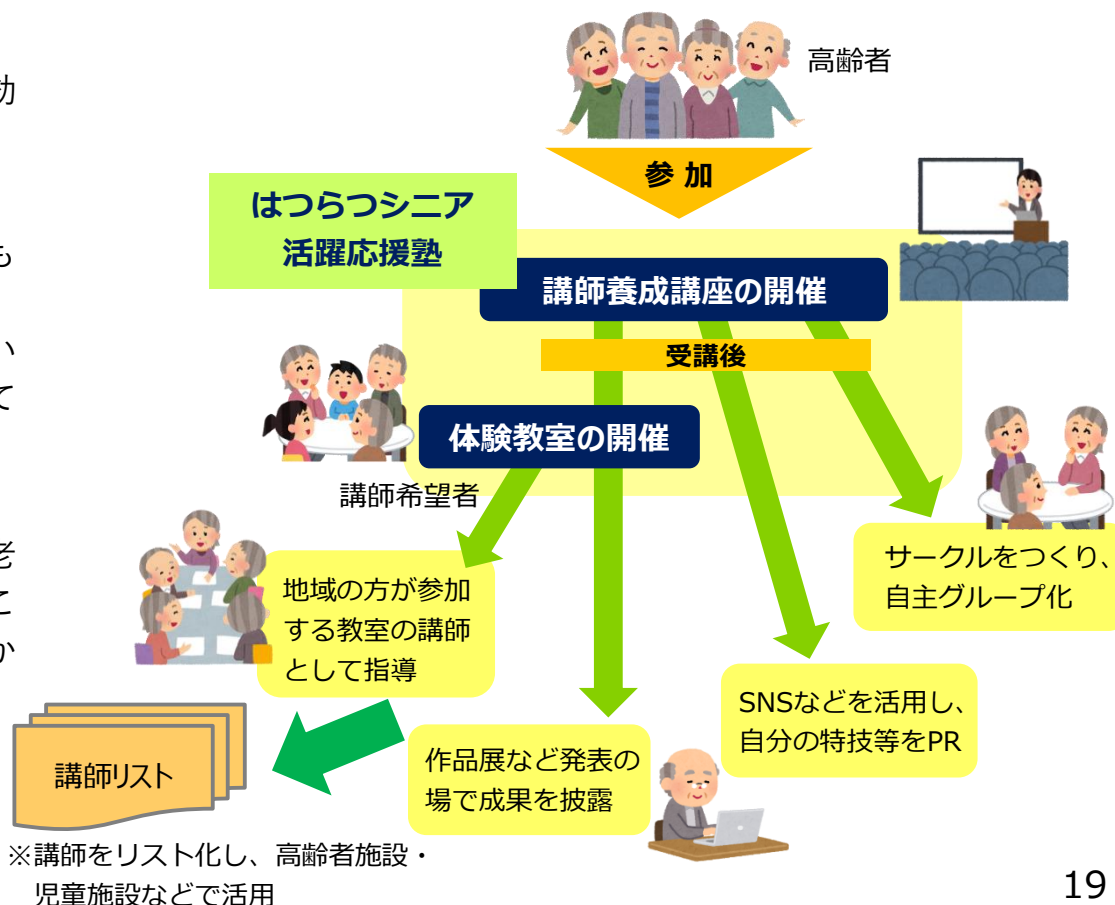 高齢者
効
参 加
はつらつシニア
活躍応援塾
も
講師養成講座の開催
い
受講後
て
体験教室の開催
講師希望者
老
サークルをつくり、
自主グループ化
地域の方が参加
する教室の講師
として指導
か
SNSなどを活用し、
自分の特技等をPR
作品展など発表の
場で成果を披露
講師リスト
※講師をリスト化し、高齢者施設・
児童施設などで活用
19